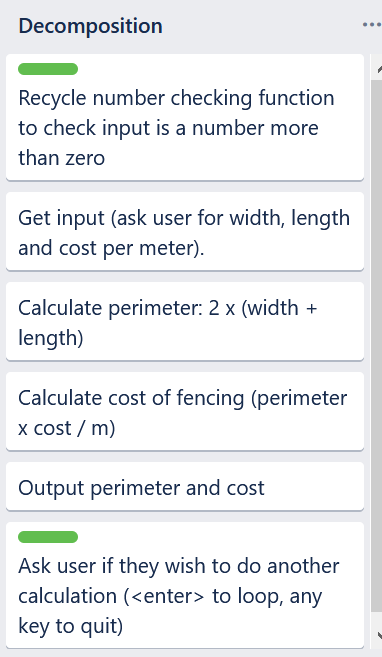 Decomposition
Recycle number checking function
to check input is a number more
than zero
Get input (ask user for width, length
and cost per meter).
Calculate perimeter: 2 x (width +
length)
Calculate cost of fencing (perimeter
x cost / m)
Output perimeter and cost
Ask user if they wish to do another
calculation (<enter> to loop, any
key to quit)